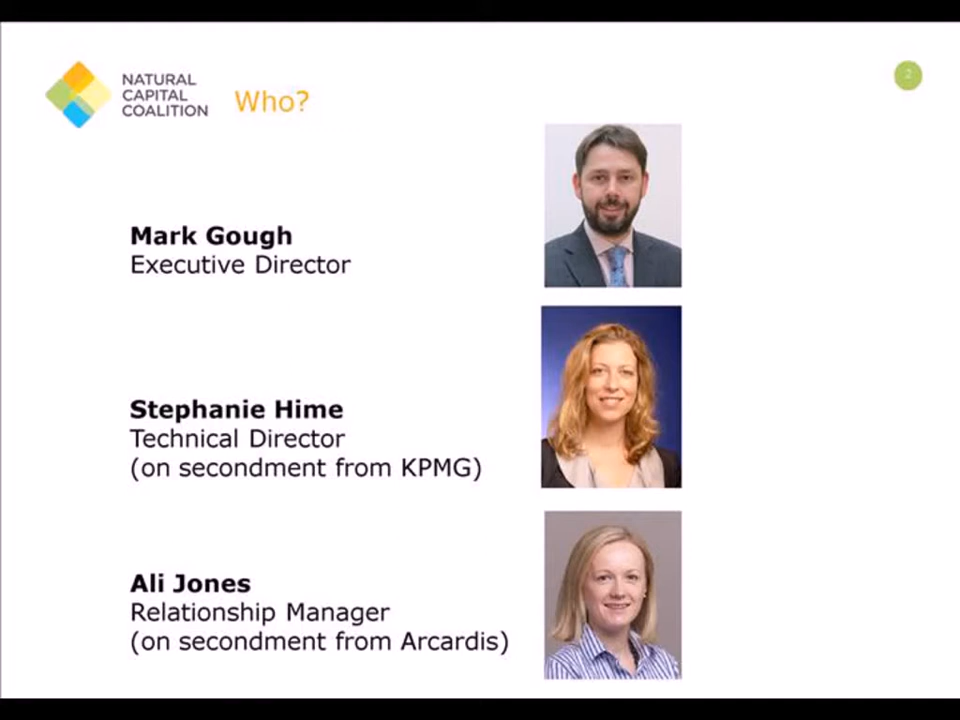 NATURAL
CAPITAL
COALITION
Who?
2
Mark Gough
Executive Director
Stephanie Hime
Technical Director
(on secondment from KPMG)
Ali Jones
Relationship Manager
(on secondment from Arcardis)